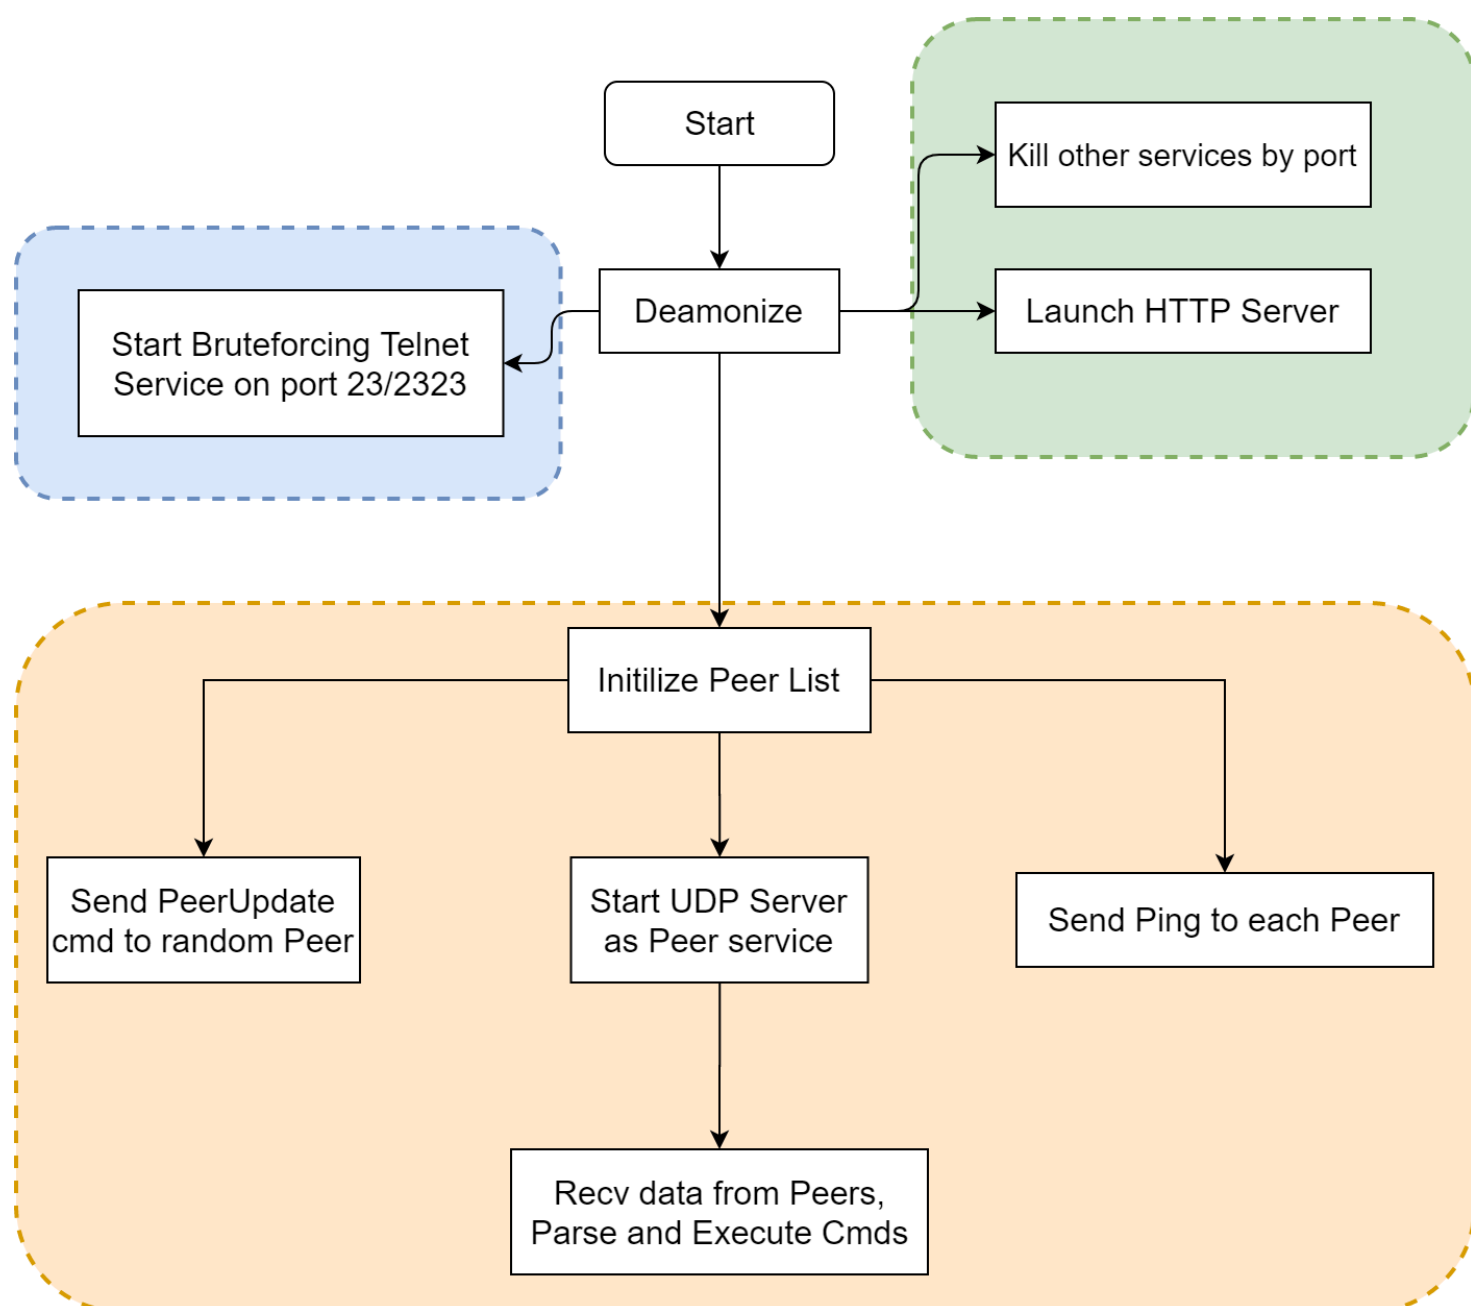 Start
Kill other services by port
Deamonize
Launch HTTP Server
Start Bruteforcing Telnet
Service on port 23/2323
Initilize Peer List
Send PeerUpdate
cmd to random Peer
Start UDP Server
as Peer service
Send Ping to each Peer
Recv data from Peers,
Parse and Execute Cmds